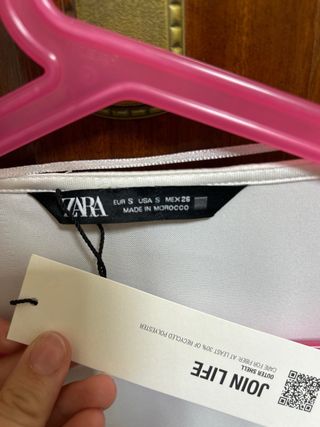 ZARA
EUR S USA S MEX 26
MADE IN MOROCCO
JOIN LIFE
OUTER SHELL
CARE FOR FIBER: AT LEAST 30% OF RECYCLED POLYESTER